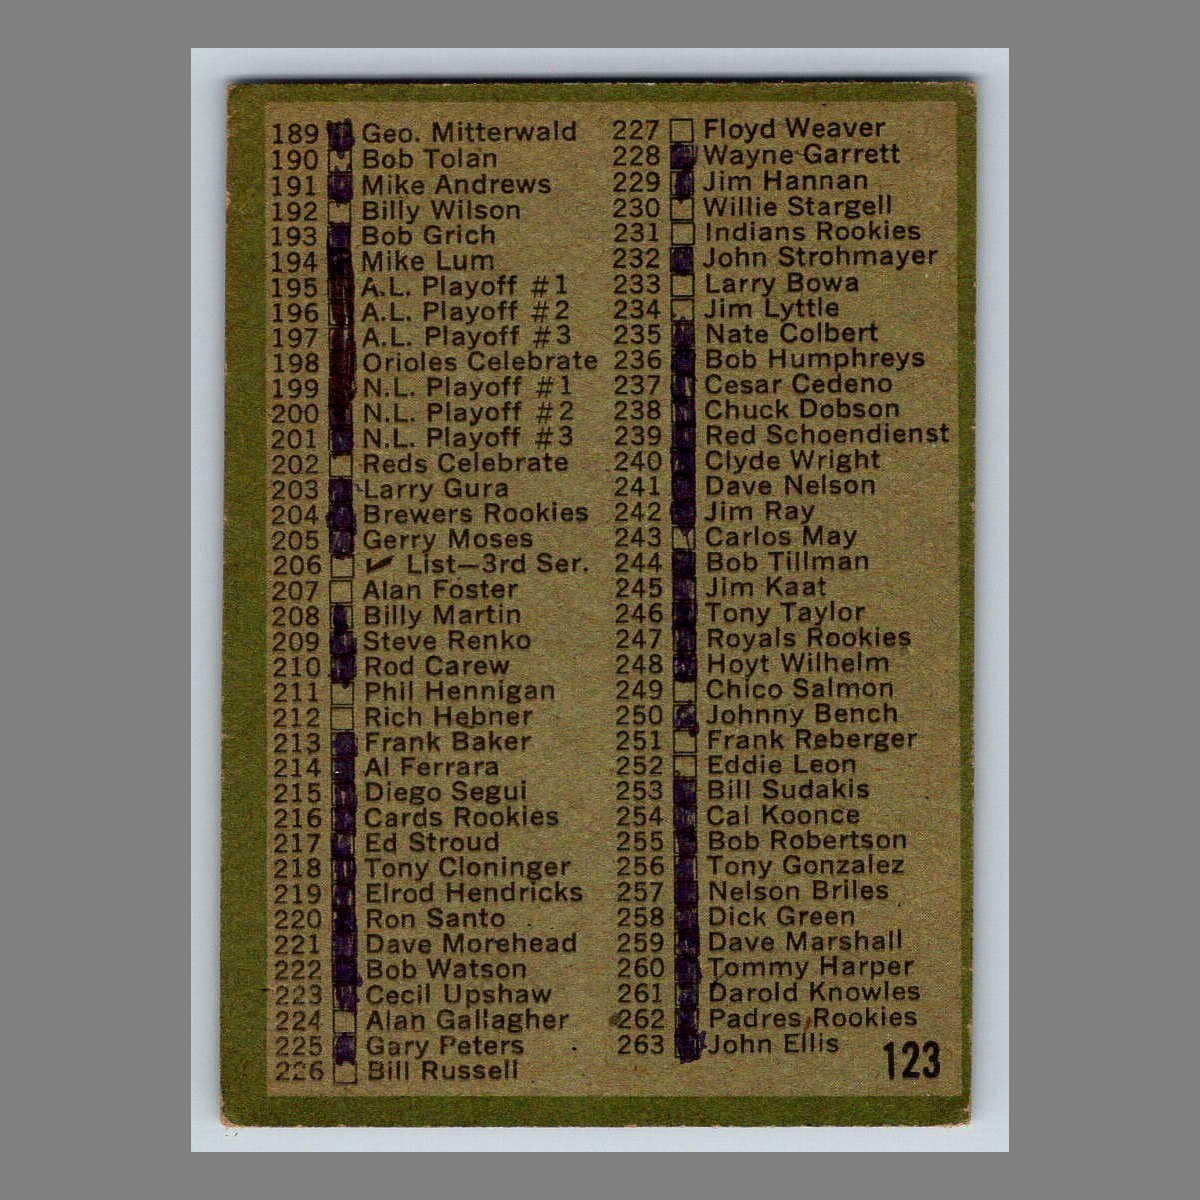 189 Geo. Mitterwald
190 Bob Tolan
191 Mike Andrews
192 Billy Wilson
193 Bob Grich
194 Mike Lum
195 A.L. Playoff #1
196 A.L. Playoff #2
197 A.L. Playoff #3
198 Orioles Celebrate
199 N.L. Playoff #1
200 N.L. Playoff #2
201 N.L. Playoff #3
202 Reds Celebrate
203 Larry Gura
204 Brewers Rookies
205 Gerry Moses
206 ✔ List—3rd Ser.
207 Alan Foster
208 Billy Martin
209 Steve Renko
210 Rod Carew
211 Phil Hennigan
212 Rich Hebner
213 Frank Baker
214 Al Ferrara
215 Diego Segui
216 Cards Rookies
217 Ed Stroud
218 Tony Cloninger
219 Elrod Hendricks
220 Ron Santo
221 Dave Morehead
222 Bob Watson
223 Cecil Upshaw
224 Alan Gallagher
225 Gary Peters
226 Bill Russell
227 Floyd Weaver
228 Wayne Garrett
229 Jim Hannan
230 Willie Stargell
231 Indians Rookies
232 John Strohmayer
233 Larry Bowa
234 Jim Lyttle
235 Nate Colbert
236 Bob Humphreys
237 Cesar Cedeno
238 Chuck Dobson
239 Red Schoendienst
240 Clyde Wright
241 Dave Nelson
242 Jim Ray
243 Carlos May
244 Bob Tillman
245 Jim Kaat
246 Tony Taylor
247 Royals Rookies
248 Hoyt Wilhelm
249 Chico Salmon
250 Johnny Bench
251 Frank Reberger
252 Eddie Leon
253 Bill Sudakis
254 Cal Koonce
255 Bob Robertson
256 Tony Gonzalez
257 Nelson Briles
258 Dick Green
259 Dave Marshall
260 Tommy Harper
261 Darold Knowles
262 Padres Rookies
263 John Ellis
123